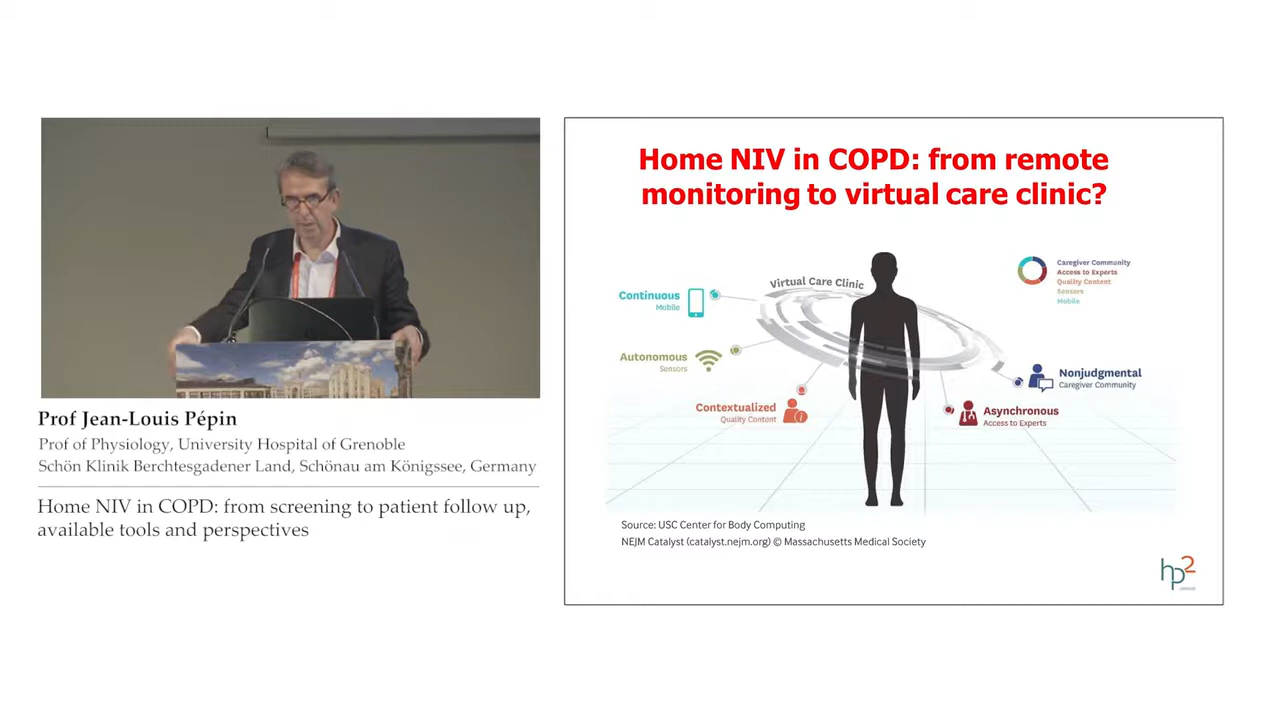 Prof Jean-Louis Pépin
Prof of Physiology, University Hospital of Grenoble
Schön Klinik Berchtesgadener Land, Schönau am Königssee, Germany
Home NIV in COPD: from screening to patient follow up,
available tools and perspectives
Home NIV in COPD: from remote
monitoring to virtual care clinic?
Virtual Care Clinic
Caregiver Community
Access to Experts
Quality Content
Sensors
Mobile
Continuous
Mobile
Autonomous
Sensors
Contextualized
Quality Content
Nonjudgmental
Caregiver Community
Asynchronous
Access to Experts
Source: USC Center for Body Computing
NEJM Catalyst (catalyst.nejm.org) © Massachusetts Medical Society
hp2